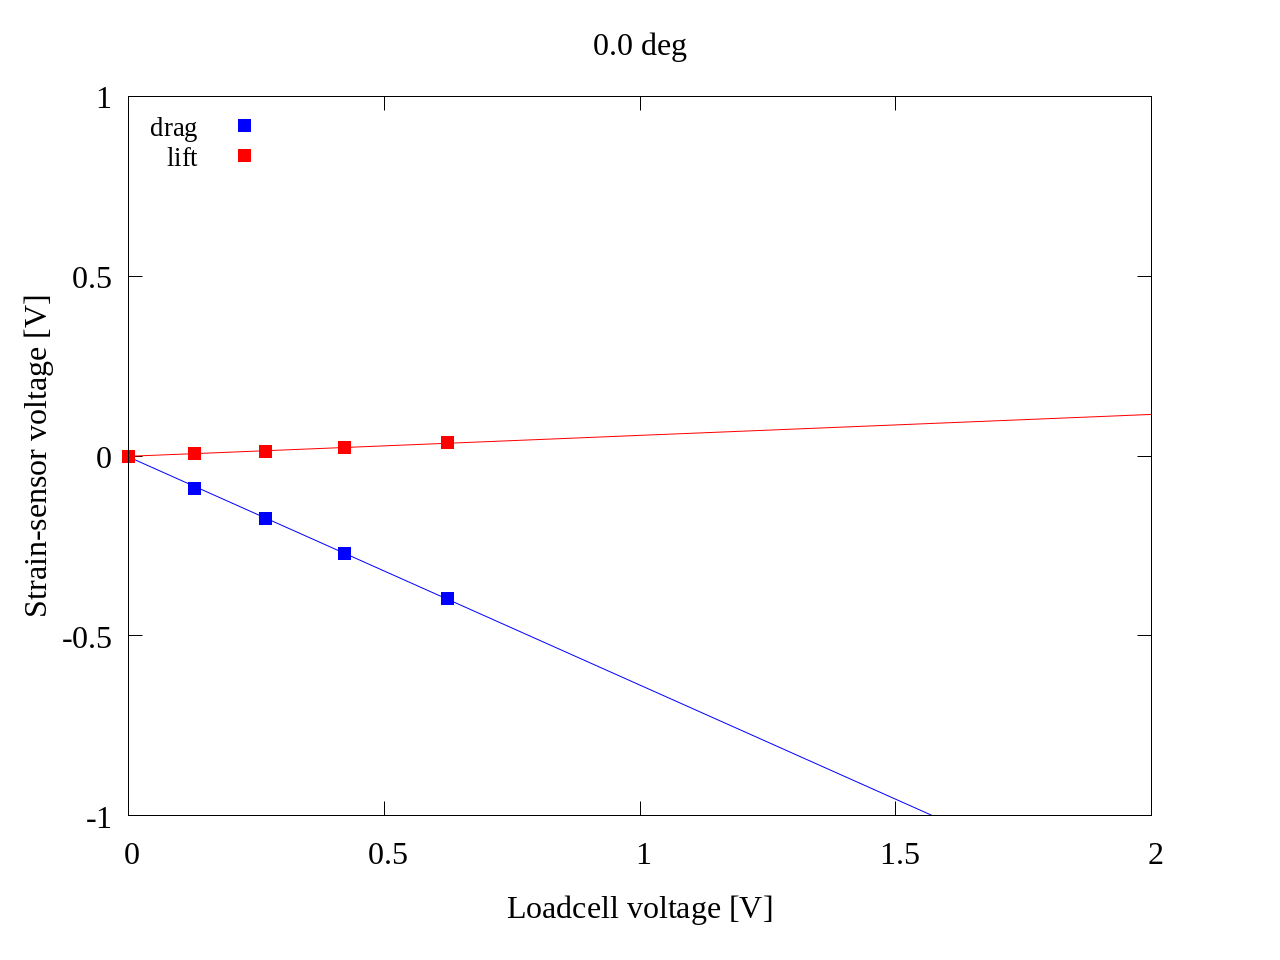 0.0 deg
drag
lift
1
0.5
0
-0.5
-1
Strain-sensor voltage [V]
0
0.5
1
1.5
2
Loadcell voltage [V]